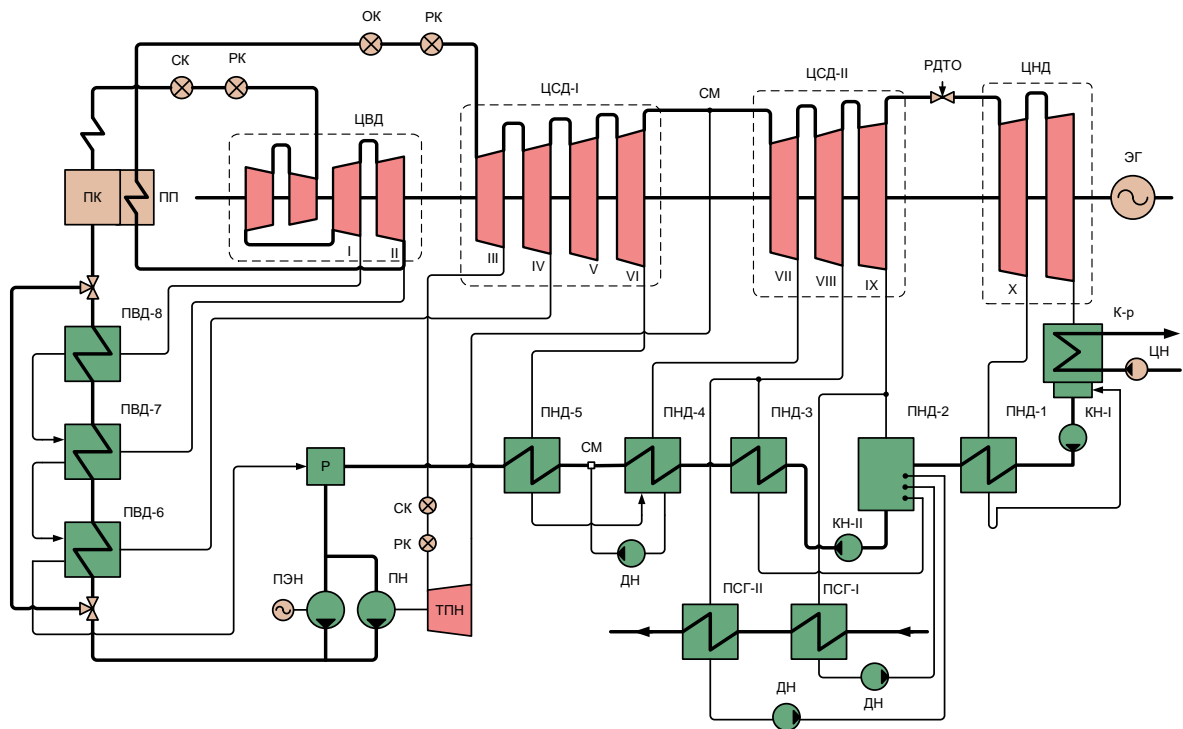 ОК
РК
СК
РК
ЦСД-I
СМ
ЦСД-II
РДТО
ЦНД
ЦВД
ЭГ
ПК
ПП
I
II
III
IV
V
VI
VII
VIII
IX
X
ПВД-8
К-р
ЦН
ПВД-7
ПНД-5
СМ
ПНД-4
ПНД-3
ПНД-2
ПНД-1
КН-I
Р
СК
РК
КН-II
ПВД-6
ДН
ПЭН
ПН
ТПН
ПСГ-II
ПСГ-I
ДН
ДН